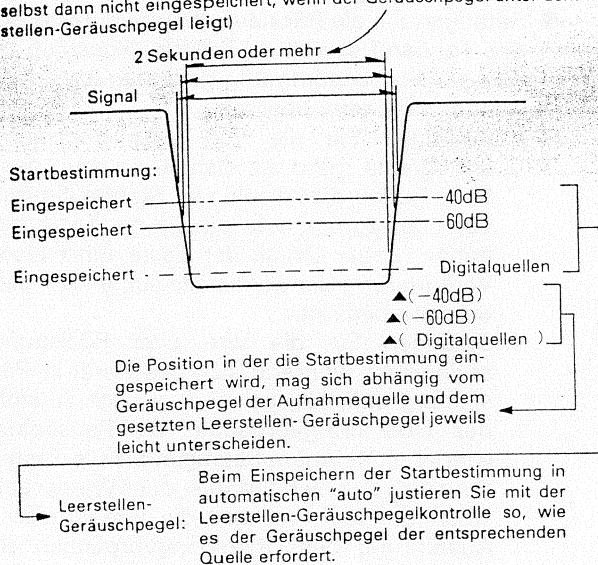 selbst dann nicht eingespeichert, wenn der Geräuschpegel unter dem
stellen-Geräuschpegel leigt)
2 Sekunden oder mehr
Signal
Startbestimmung:
Eingespeichert -40dB
Eingespeichert -60dB
Eingespeichert Digitalquellen
▲(-40dB)
▲(-60dB)
▲( Digitalquellen )
Die Position in der die Startbestimmung ein-
gespeichert wird, mag sich abhängig vom
Geräuschpegel der Aufnahmequelle und dem
gesetzten Leerstellen- Geräuschpegel jeweils
leicht unterscheiden.
Leerstellen-
Geräuschpegel:
Beim Einspeichern der Startbestimmung in
automatischen "auto" justieren Sie mit der
Leerstellen-Geräuschpegelkontrolle so, wie
es der Geräuschpegel der entsprechenden
Quelle erfordert.